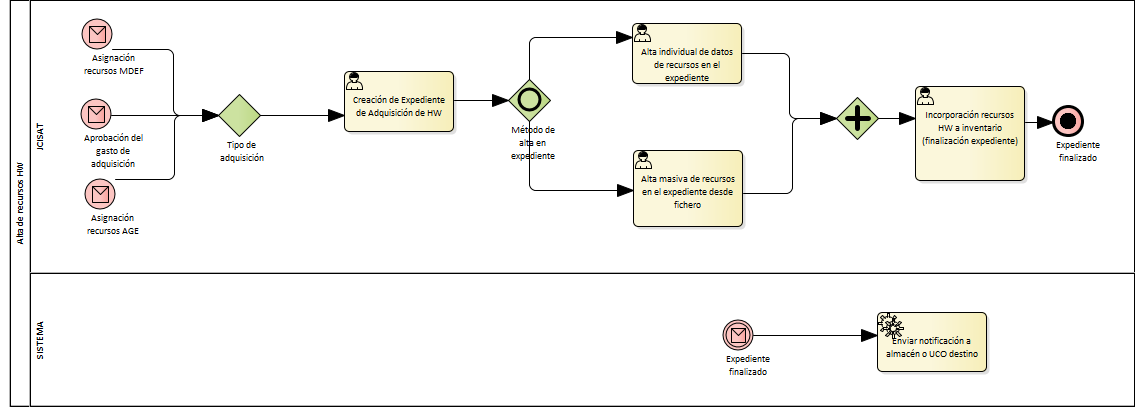 Alta de recursos HW
JCISAT
Asignación
recursos MDEF
Aprobación del
gasto de
adquisición
Asignación
recursos AGE
Tipo de
adquisición
Creación de Expediente
de Adquisición de HW
Método de
alta en
expediente
Alta individual de datos
de recursos en el
expediente
Alta masiva de recursos
en el expediente desde
fichero
Incorporación recursos
HW a inventario
(finalización expediente)
Expediente
finalizado
SISTEMA
Expediente
finalizado
Enviar notificación a
almacén o UCO destino